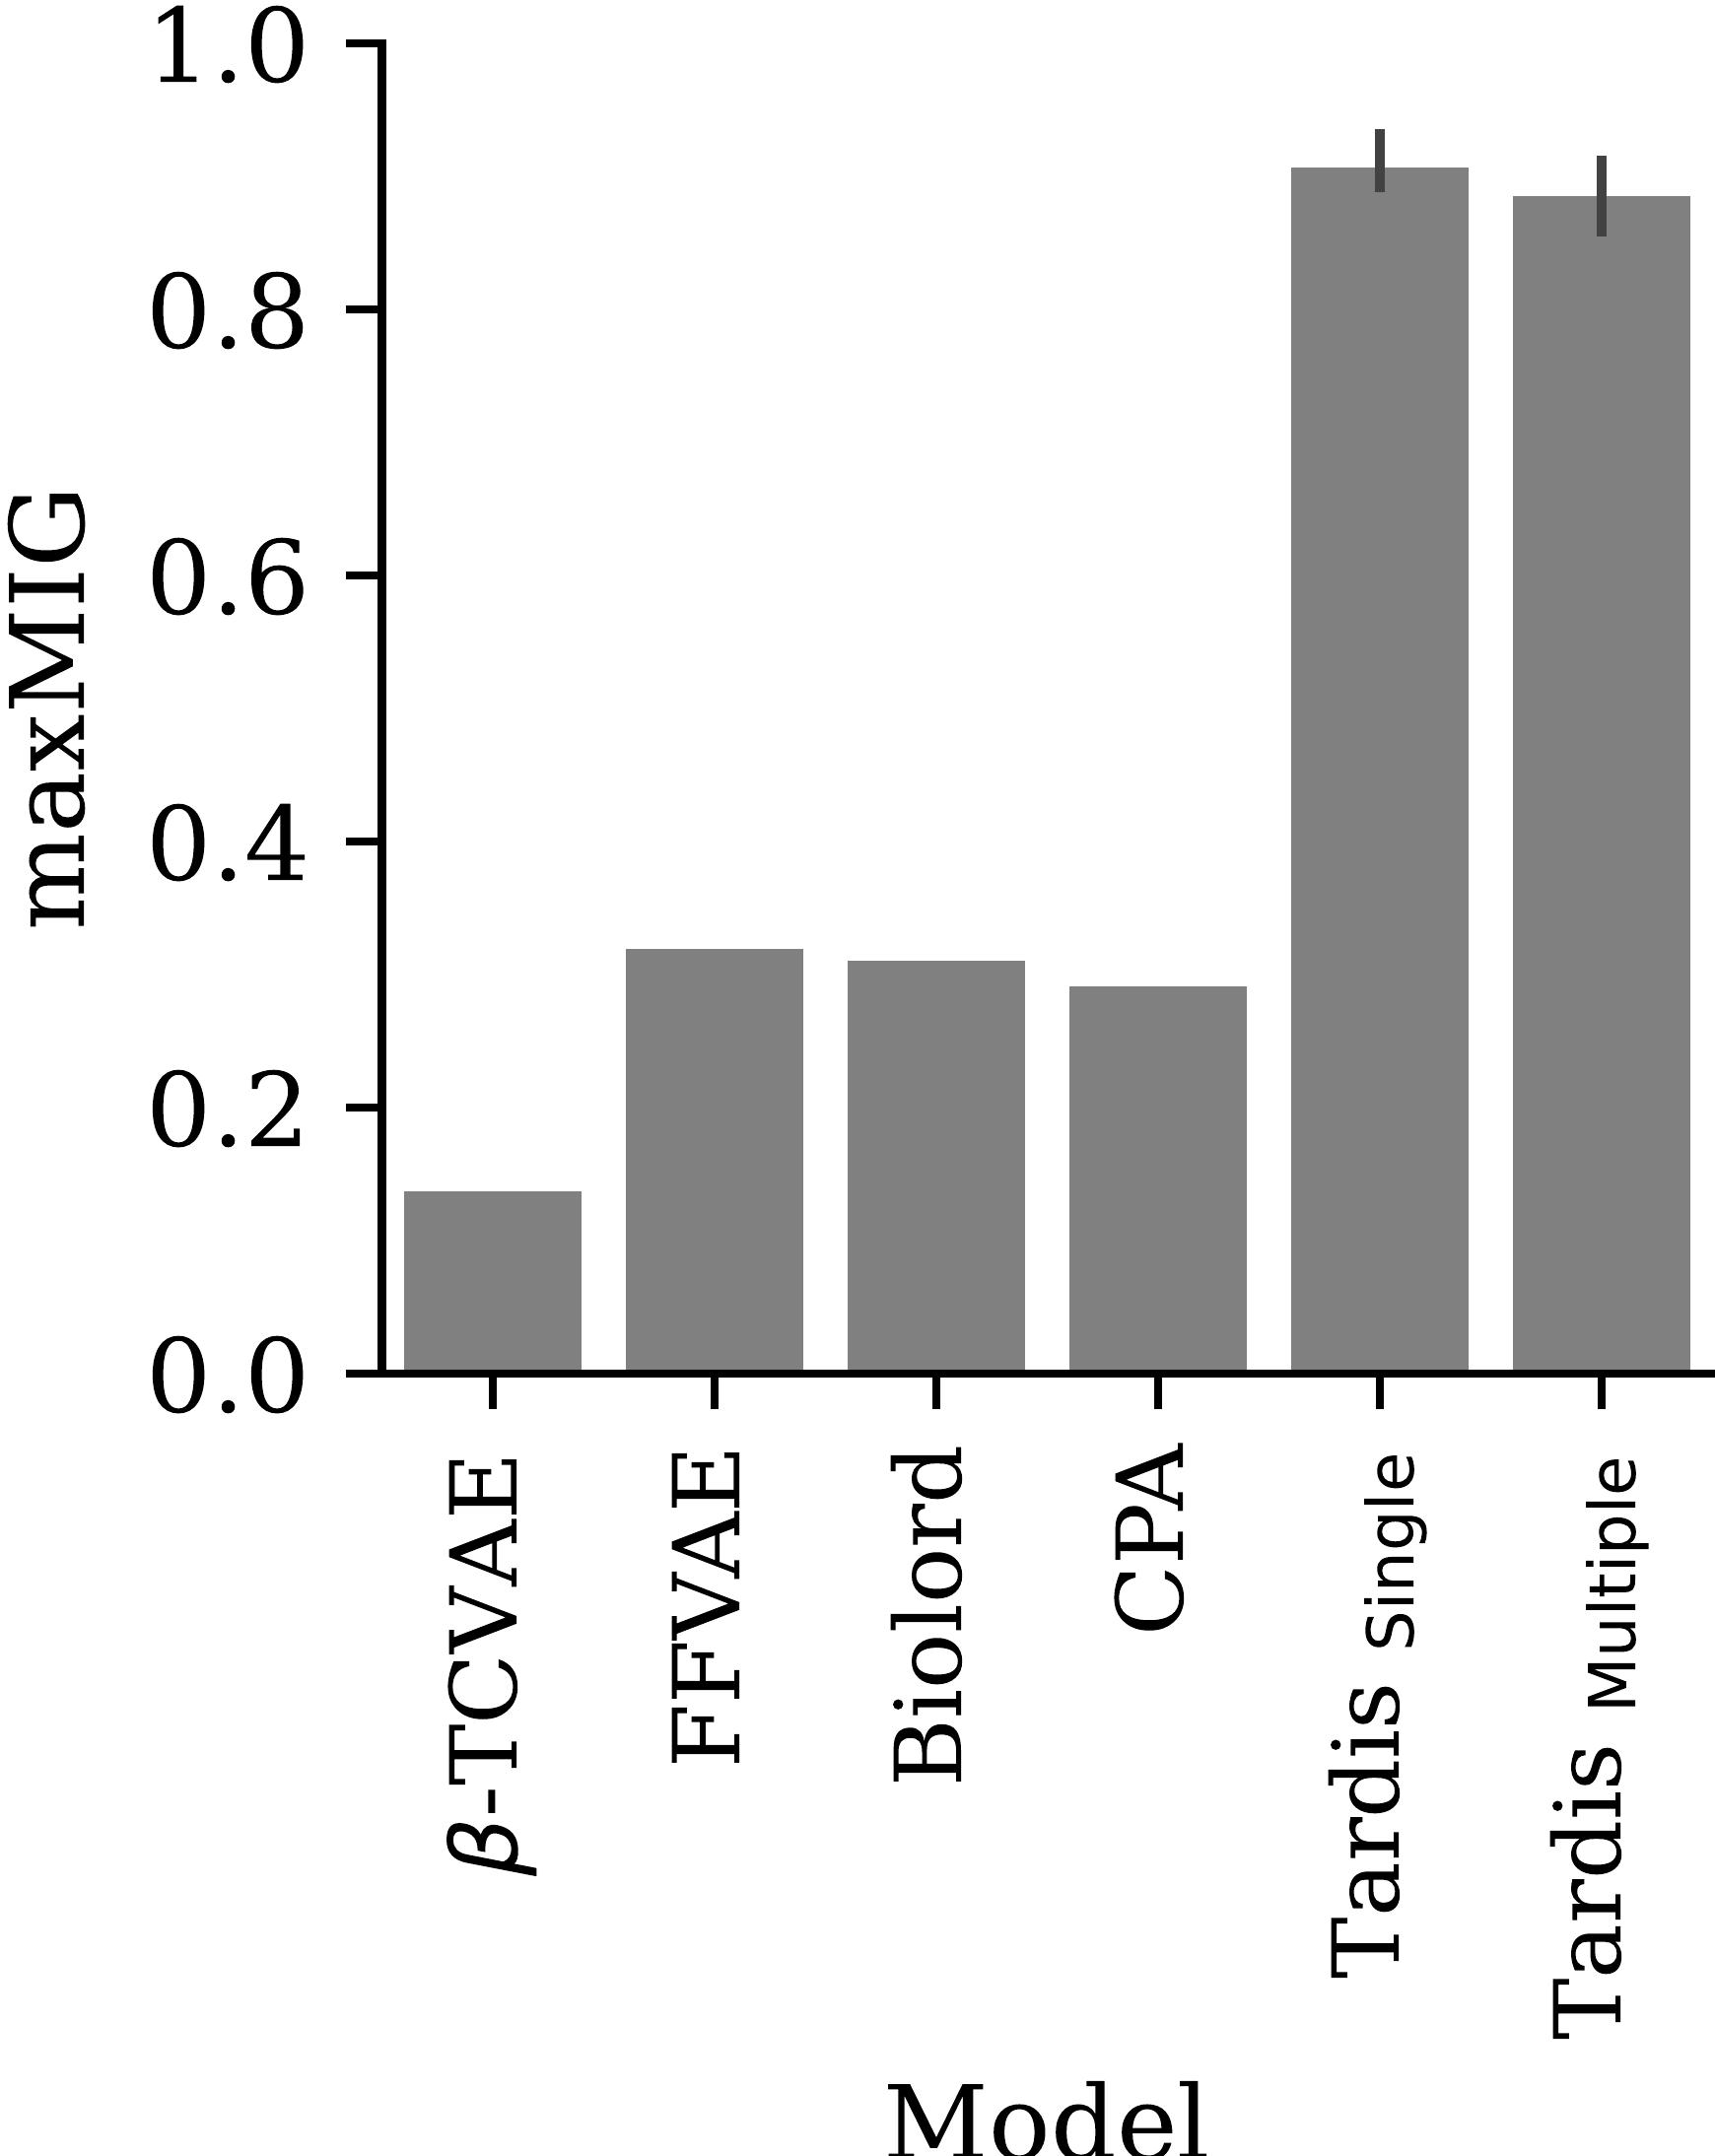 maxMIG
1.0
0.8
0.6
0.4
0.2
0.0
β-TCVAE
FFVAE
Biolord
CPA
Tardis Single
Tardis Multiple
Model